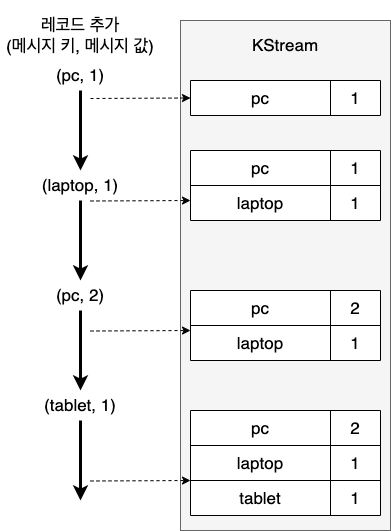 레코드 추가
(메시지 키, 메시지 값)
KStream
(pc, 1)
pc 1
(laptop, 1)
pc 1
laptop 1
(pc, 2)
pc 2
laptop 1
(tablet, 1)
pc 2
laptop 1
tablet 1